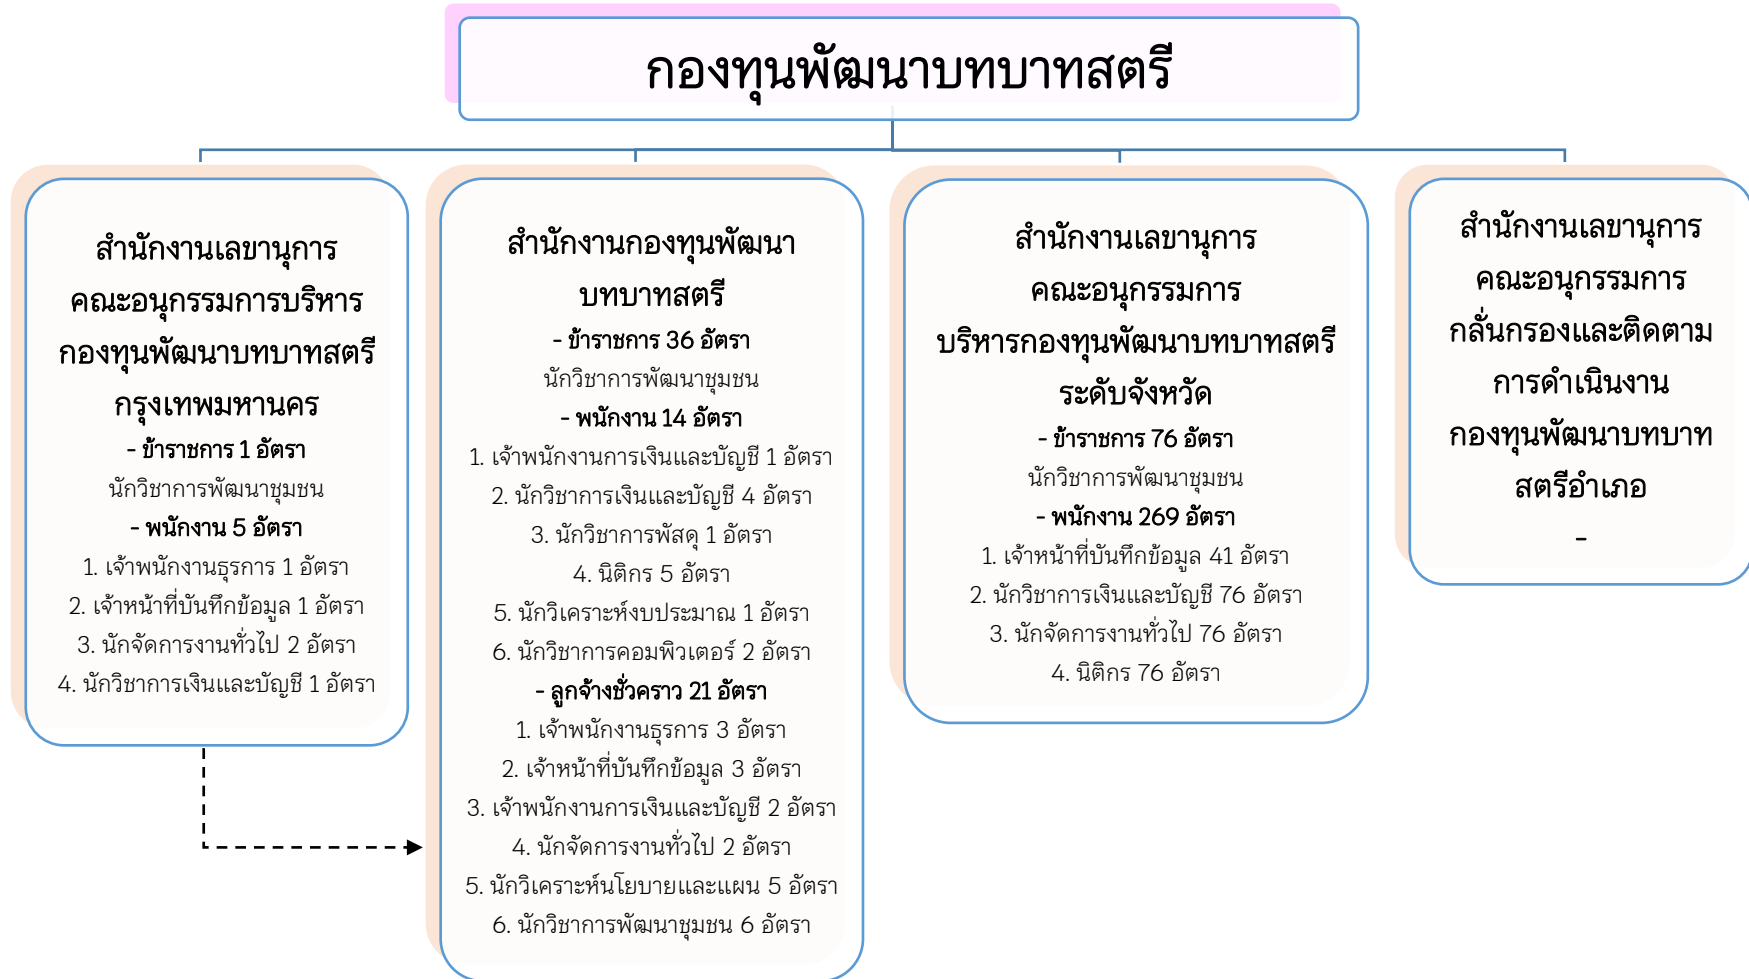 กองทุนพัฒนาบทบาทสตรี
สำนักงานเลขานุการ
คณะอนุกรรมการบริหาร
กองทุนพัฒนาบทบาทสตรี
กรุงเทพมหานคร
- ข้าราชการ 1 อัตรา
นักวิชาการพัฒนาชุมชน
- พนักงาน 5 อัตรา
1. เจ้าพนักงานธุรการ 1 อัตรา
2. เจ้าหน้าที่บันทึกข้อมูล 1 อัตรา
3. นักจัดการงานทั่วไป 2 อัตรา
4. นักวิชาการเงินและบัญชี 1 อัตรา
สำนักงานกองทุนพัฒนา
บทบาทสตรี
- ข้าราชการ 36 อัตรา
นักวิชาการพัฒนาชุมชน
- พนักงาน 14 อัตรา
1. เจ้าพนักงานการเงินและบัญชี 1 อัตรา
2. นักวิชาการเงินและบัญชี 4 อัตรา
3. นักวิชาการพัสดุ 1 อัตรา
4. นิติกร 5 อัตรา
5. นักวิเคราะห์งบประมาณ 1 อัตรา
6. นักวิชาการคอมพิวเตอร์ 2 อัตรา
- ลูกจ้างชั่วคราว 21 อัตรา
1. เจ้าพนักงานธุรการ 3 อัตรา
2. เจ้าหน้าที่บันทึกข้อมูล 3 อัตรา
3. เจ้าพนักงานการเงินและบัญชี 2 อัตรา
4. นักจัดการงานทั่วไป 2 อัตรา
5. นักวิเคราะห์นโยบายและแผน 5 อัตรา
6. นักวิชาการพัฒนาชุมชน 6 อัตรา
สำนักงานเลขานุการ
คณะอนุกรรมการ
บริหารกองทุนพัฒนาบทบาทสตรี
ระดับจังหวัด
- ข้าราชการ 76 อัตรา
นักวิชาการพัฒนาชุมชน
- พนักงาน 269 อัตรา
1. เจ้าหน้าที่บันทึกข้อมูล 41 อัตรา
2. นักวิชาการเงินและบัญชี 76 อัตรา
3. นักจัดการงานทั่วไป 76 อัตรา
4. นิติกร 76 อัตรา
สำนักงานเลขานุการ
คณะอนุกรรมการ
กลั่นกรองและติดตาม
การดำเนินงาน
กองทุนพัฒนาบทบาท
สตรีอำเภอ
-